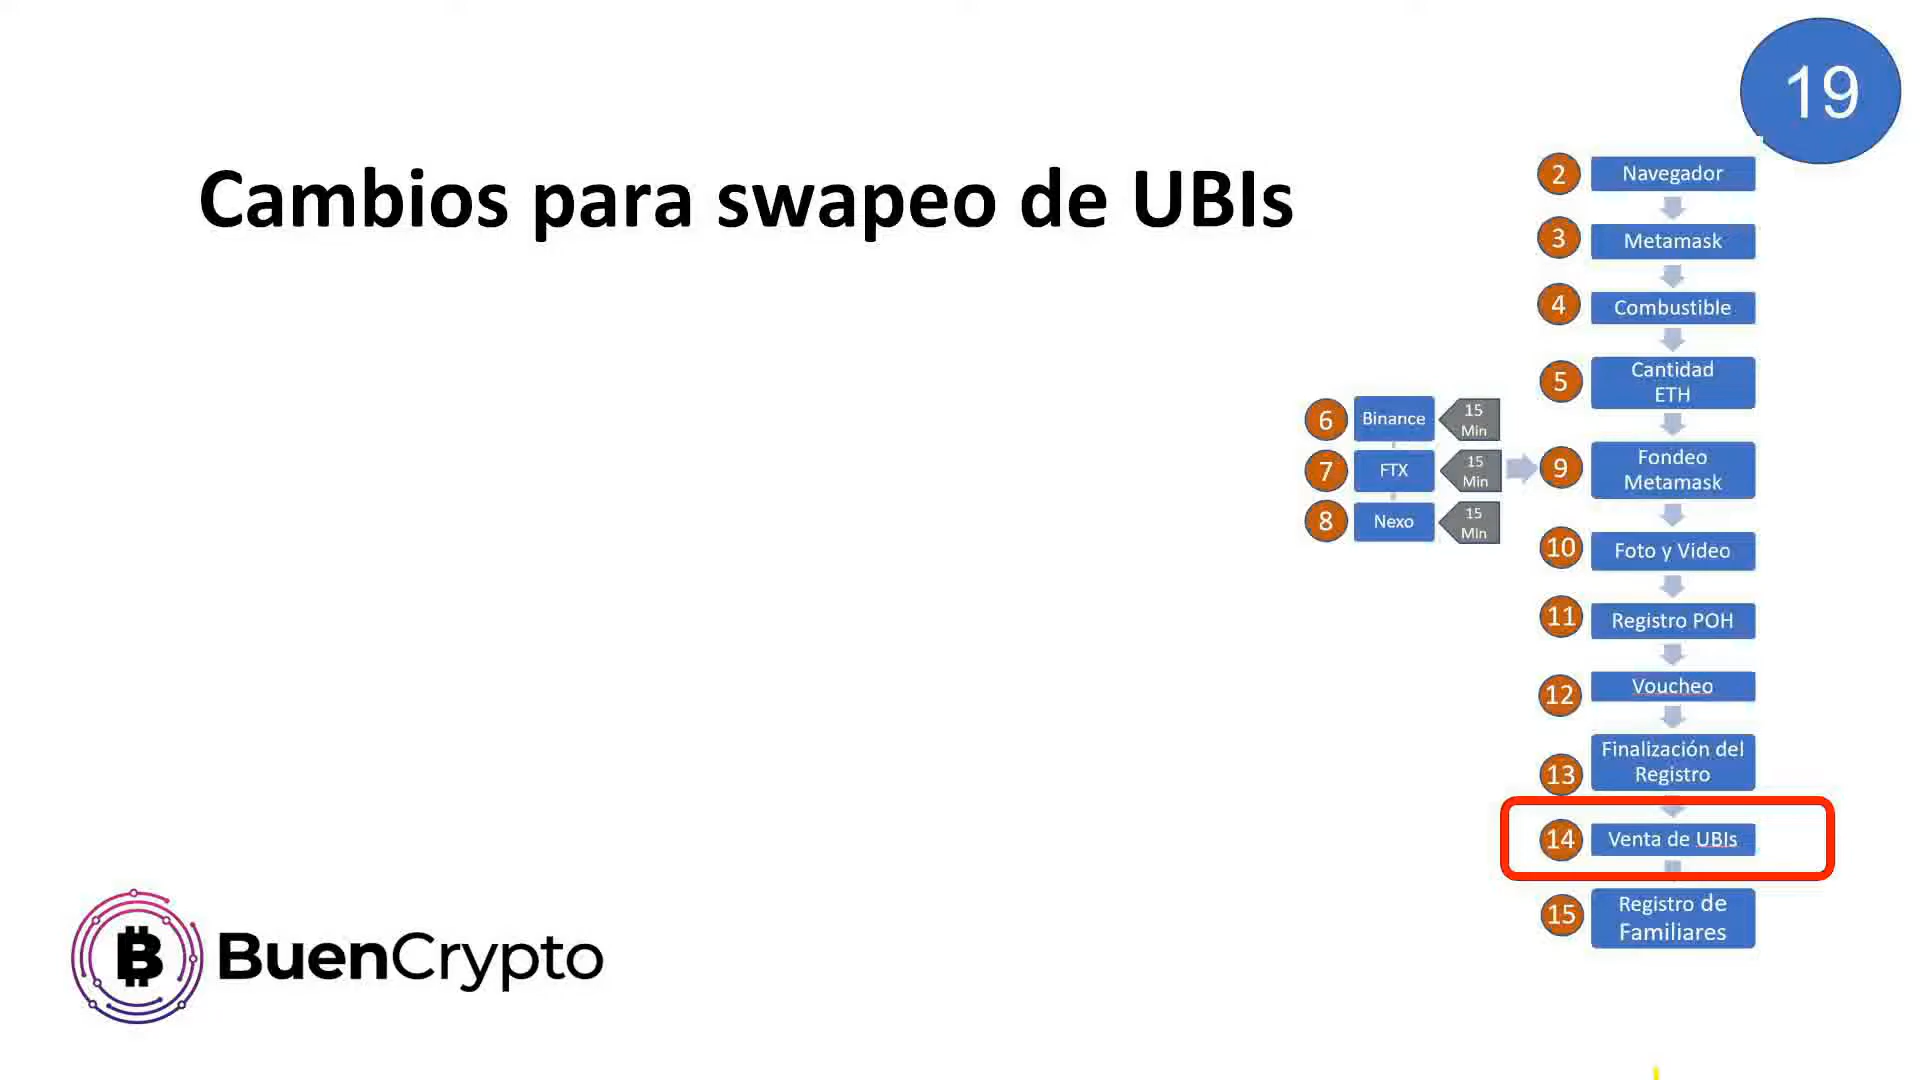 19
Cambios para swapeo de UBIs
2 Navegador
3 Metamask
4 Combustible
5 Cantidad
ETH
6 Binance 15
Min
7 FTX 15
Min
8 Nexo 15
Min
9 Fondeo
Metamask
10 Foto y Video
11 Registro POH
12 Voucheo
13 Finalización del
Registro
14 Venta de UBIs
15 Registro de
Familiares
BuenCrypto